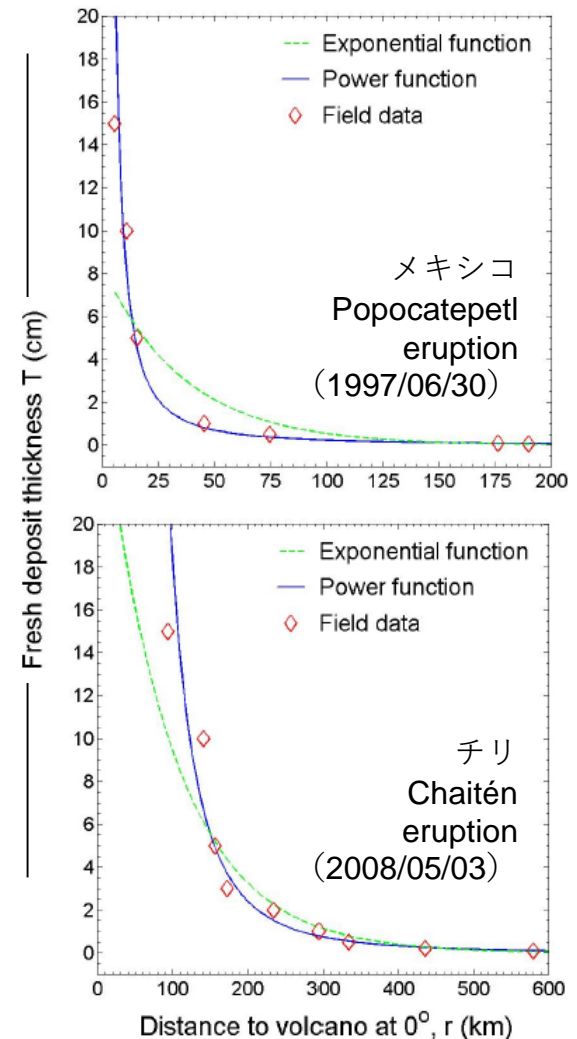 Fresh deposit thickness T (cm)
20
18
16
14
12
10
8
6
4
2
0
Exponential function
Power function
Field data
メキシコ
Popocatepetl
eruption
（1997/06/30）
0 25 50 75 100 125 150 175 200
20
18
16
14
12
10
8
6
4
2
0
Exponential function
Power function
Field data
チリ
Chaitén
eruption
（2008/05/03）
0 100 200 300 400 500 600
Distance to volcano at 0°, r (km)